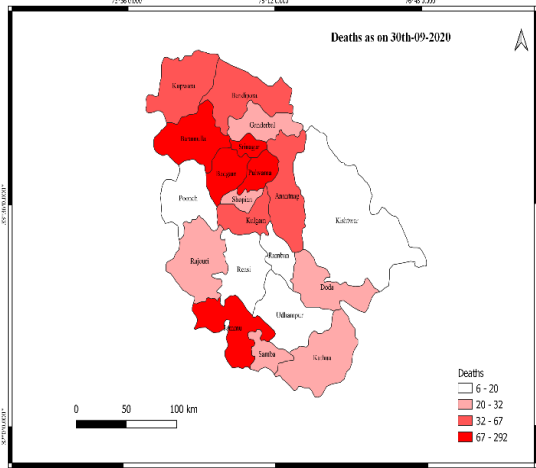 Deaths as on 30th-09-2020
Kupwara
Bandipora
Ganderbal
Baramulla
Srinagar
Budgam
Pulwama
Poonch
Shopian
Anantnag
Kulgam
Kishtwar
Ramban
Rajouri
Reasi
Doda
Udhampur
Jammu
Samba
Kathua
Deaths
6 - 20
20 - 32
32 - 67
67 - 292
0 50 100 km